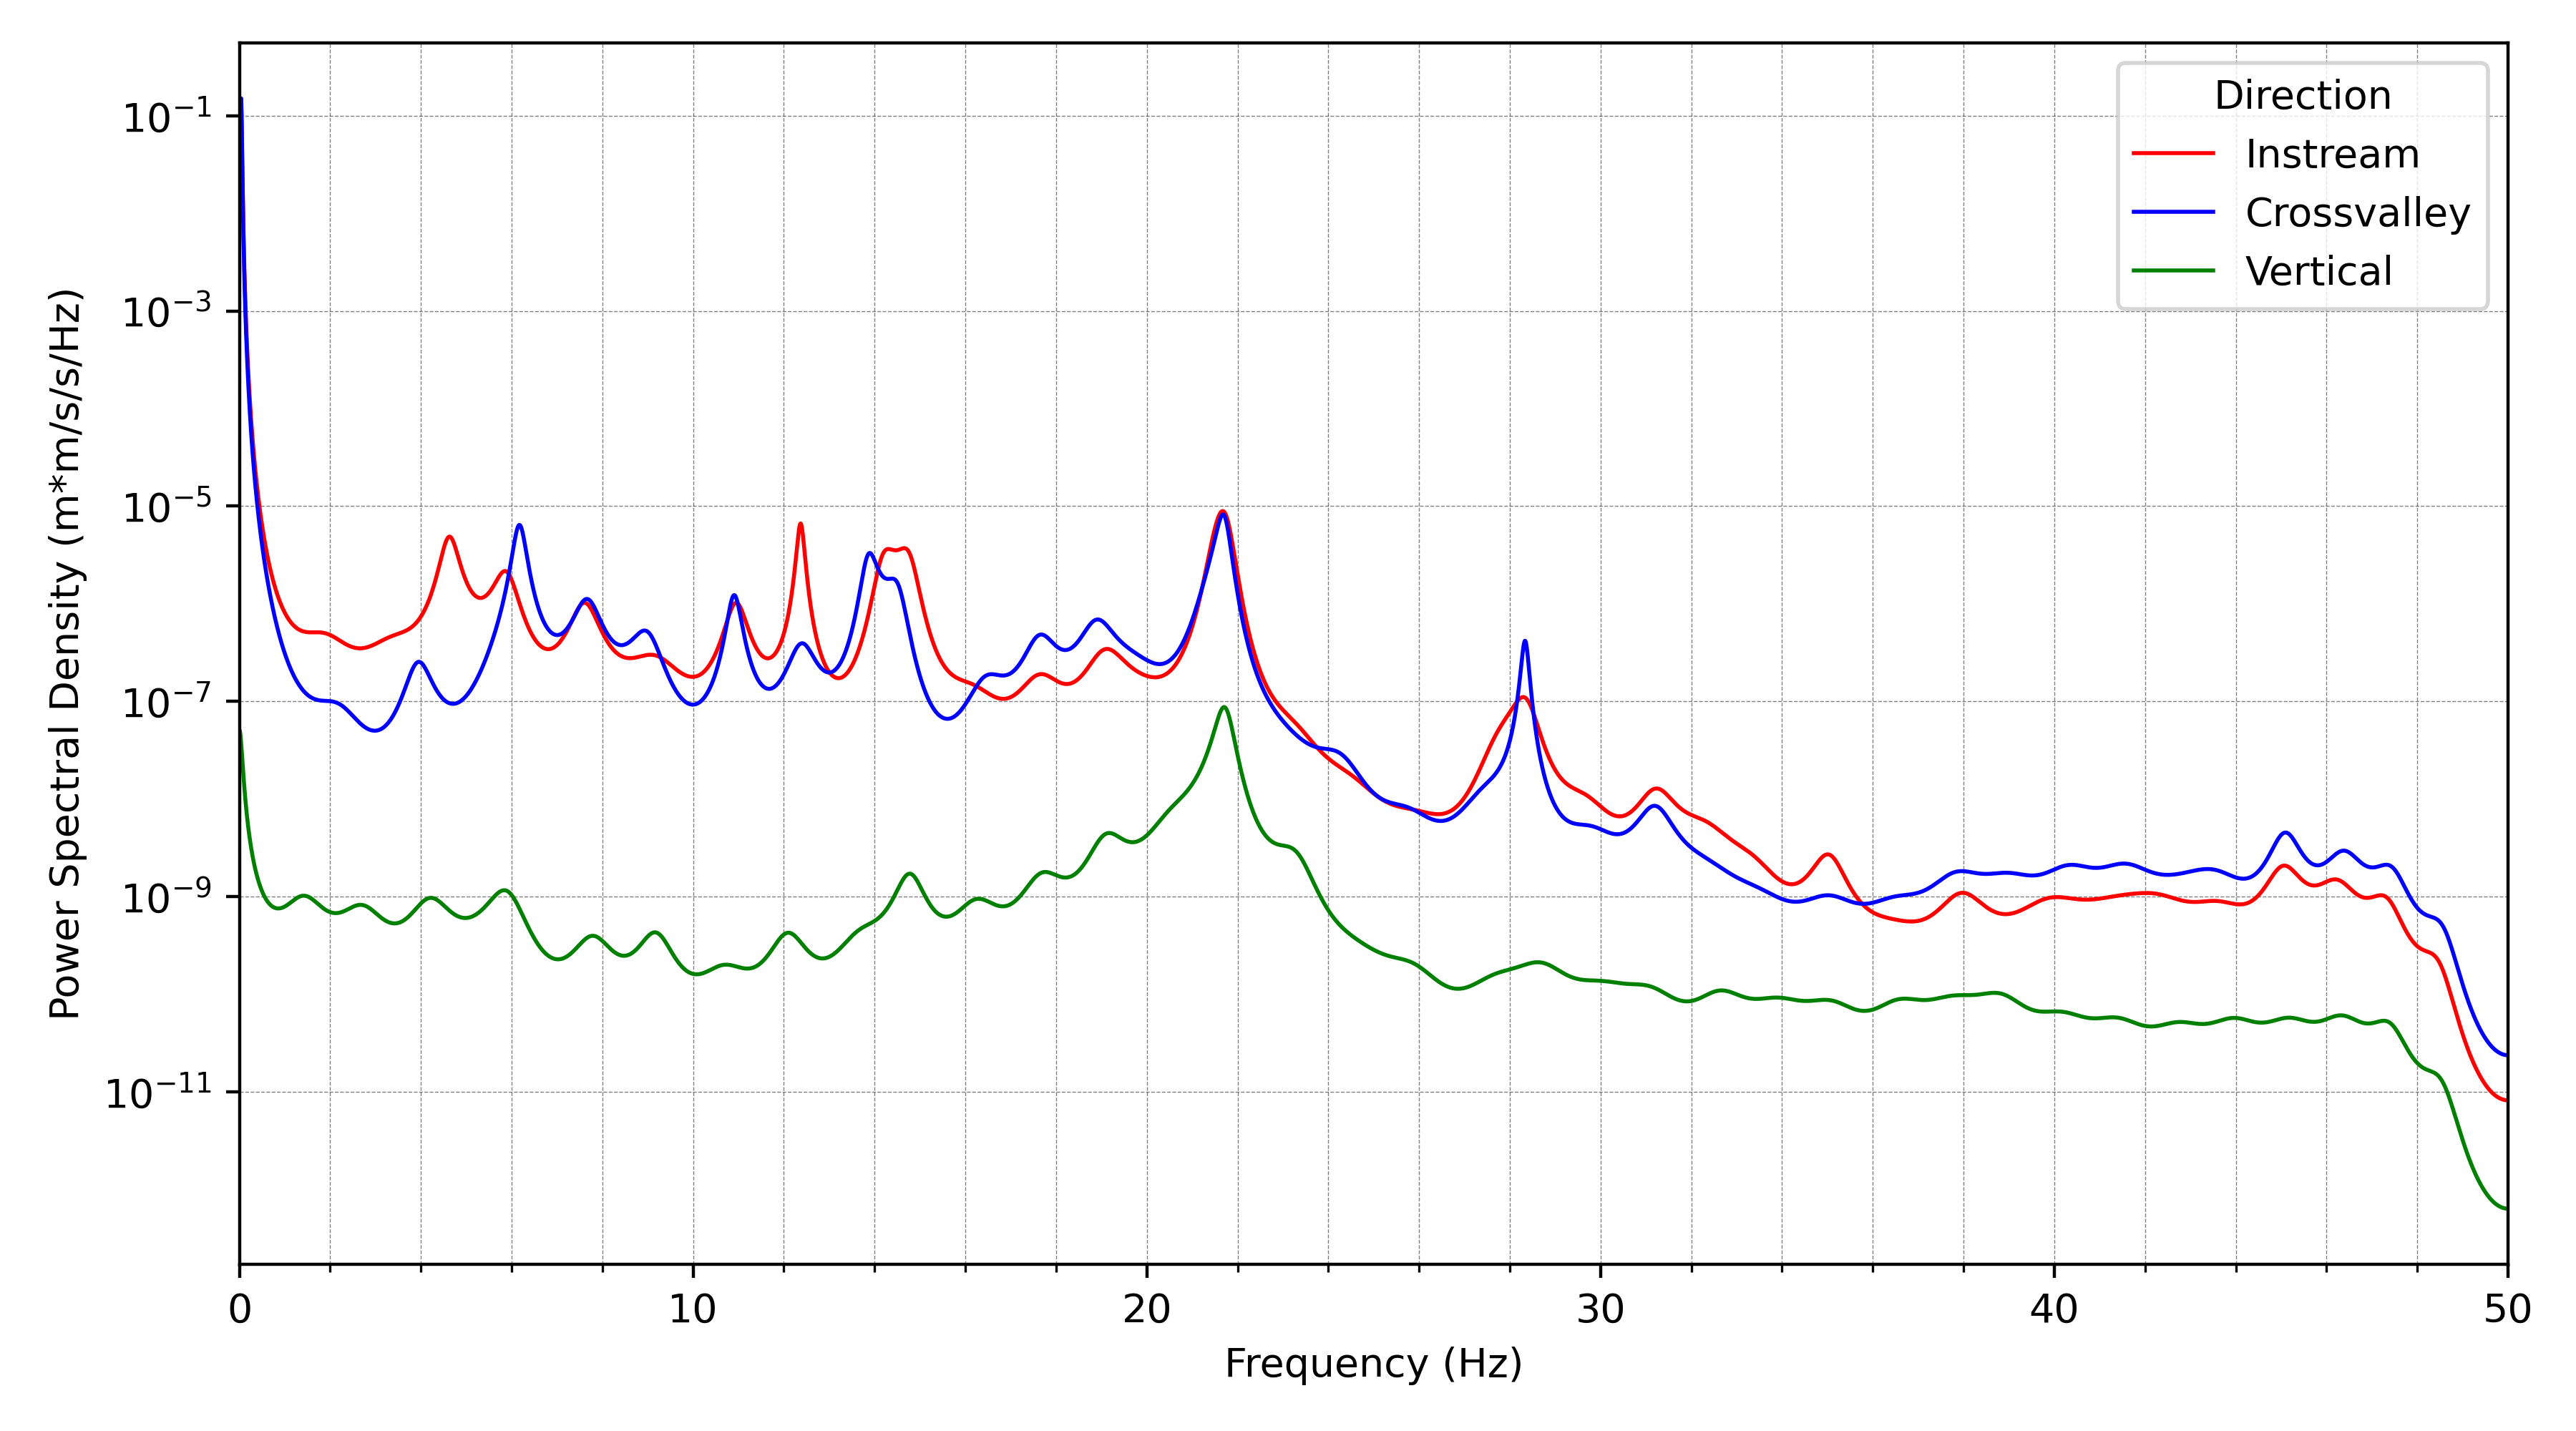 Direction
Instream
Crossvalley
Vertical
Power Spectral Density (m*m/s/s/Hz)
10⁻¹
10⁻³
10⁻⁵
10⁻⁷
10⁻⁹
10⁻¹¹
0 10 20 30 40 50
Frequency (Hz)